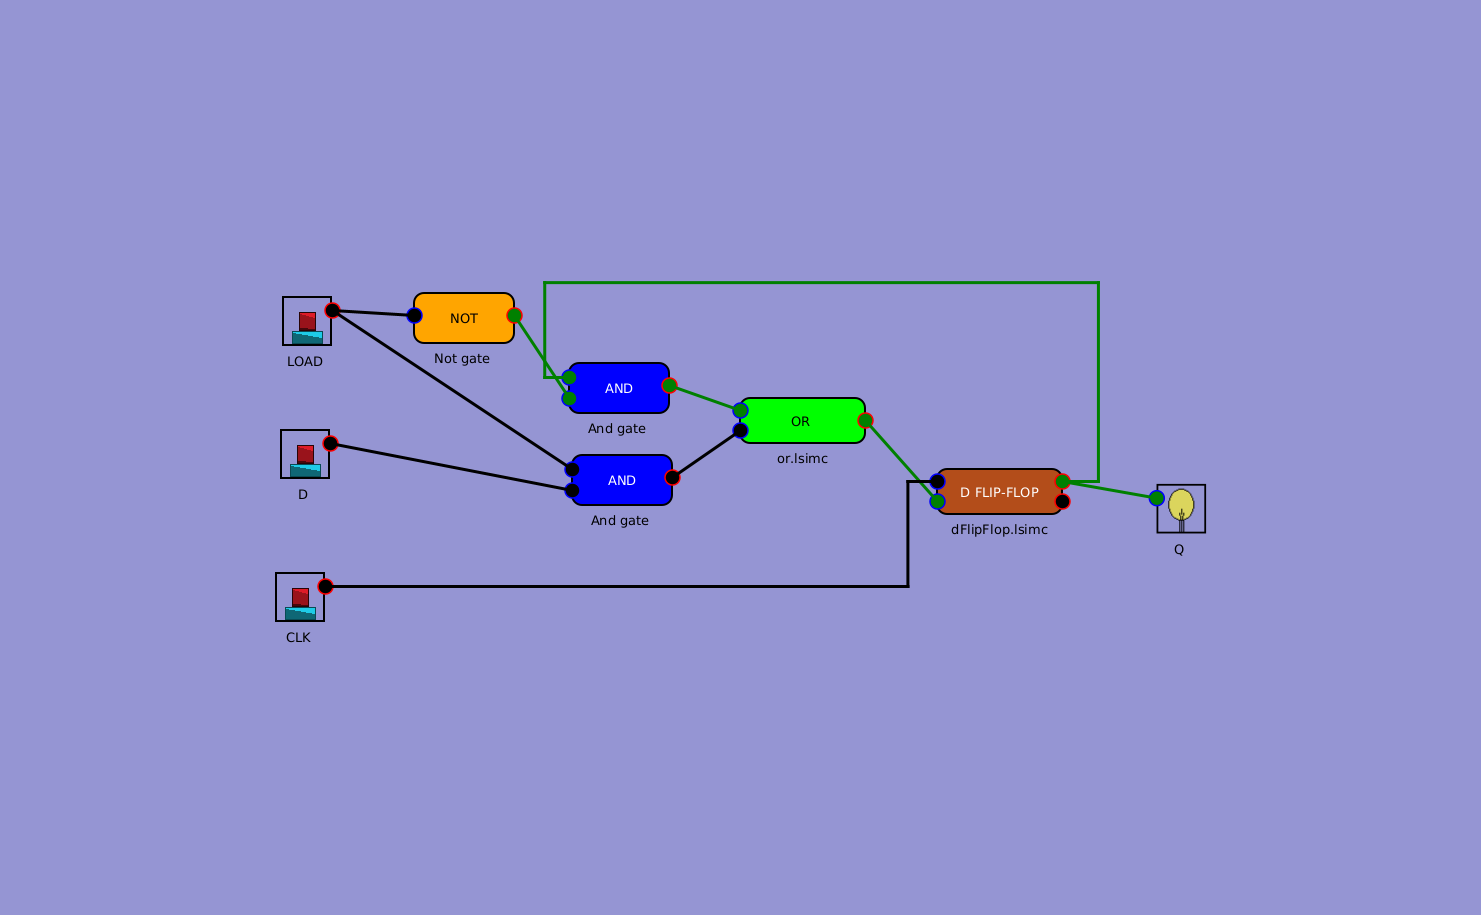 LOAD
NOT
Not gate
AND
And gate
OR
or.lsimc
D
AND
And gate
D FLIP-FLOP
dFlipFlop.lsimc
Q
CLK